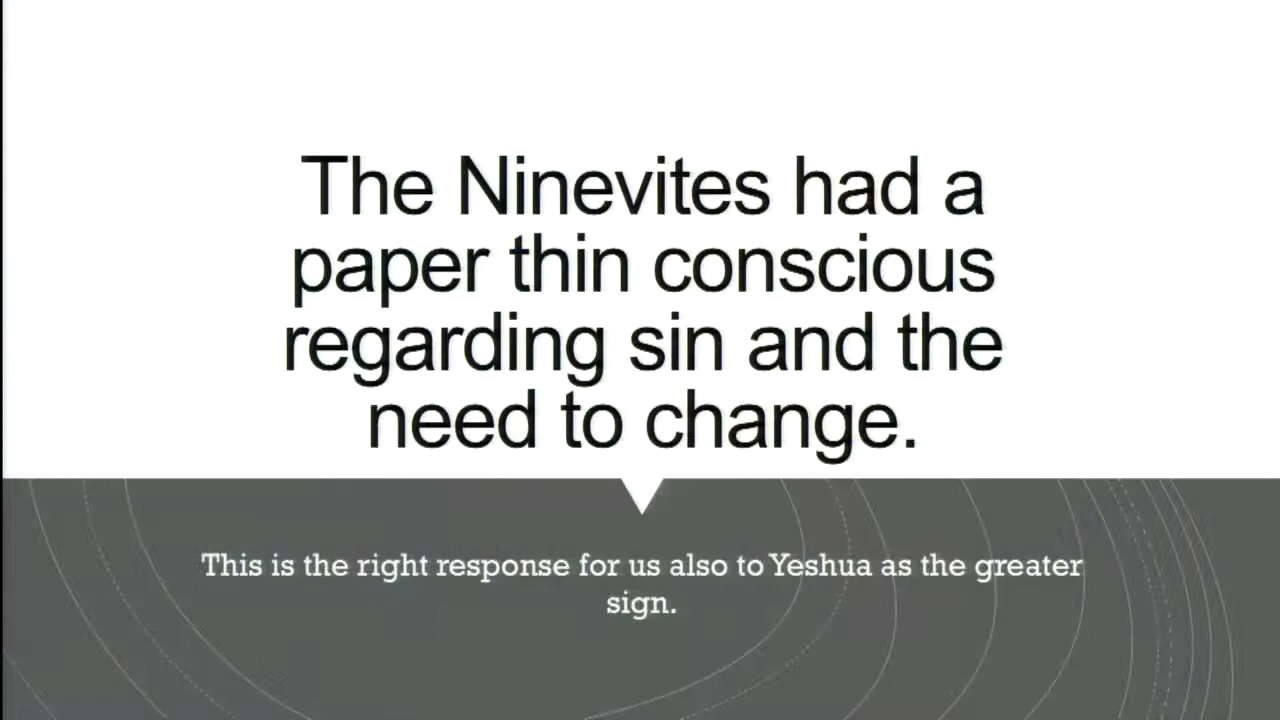 The Ninevites had a
paper thin conscious
regarding sin and the
need to change.
This is the right response for us also to Yeshua as the greater
sign.